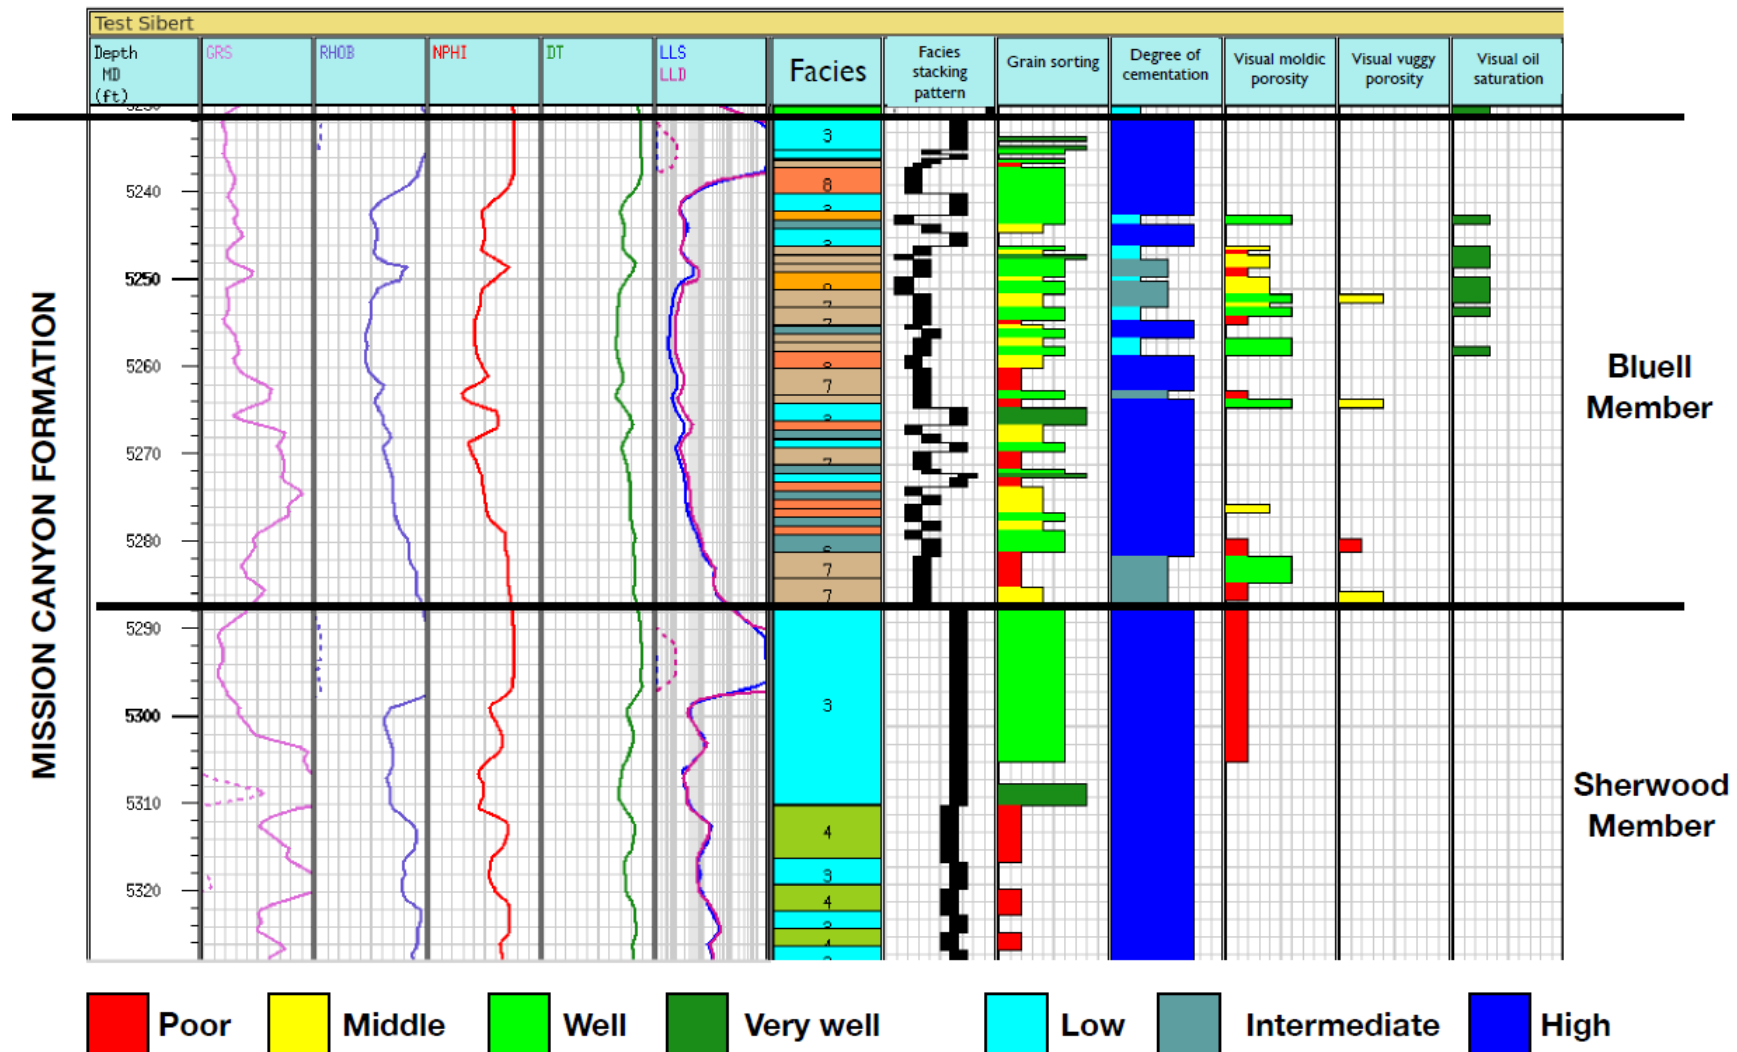 Test Sibert
Depth
MD
(ft)
GRS
RHOB
NPHI
DT
LLS
LLD
Facies
Facies
stacking
pattern
Grain sorting
Degree of
cementation
Visual moldic
porosity
Visual vuggy
porosity
Visual oil
saturation
3
8
5240
5250
5260
7
5270
5280
7
7
5290
5300
3
5310
4
3
5320
4
MISSION CANYON FORMATION
Bluell
Member
Sherwood
Member
Poor
Middle
Well
Very well
Low
Intermediate
High